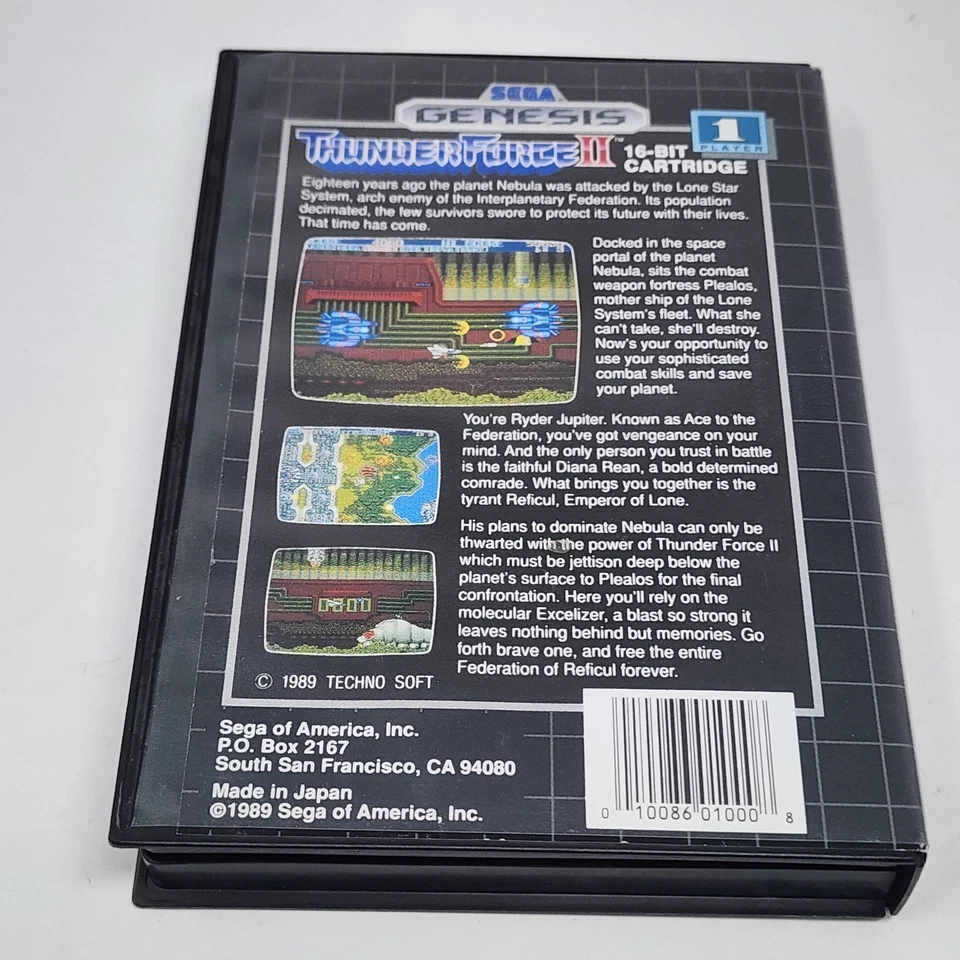 SEGA
GENESIS
1
PLAYER
THUNDER FORCE II™
16-BIT
CARTRIDGE
Eighteen years ago the planet Nebula was attacked by the Lone Star
System, arch enemy of the Interplanetary Federation. Its population
decimated, the few survivors swore to protect its future with their lives.
That time has come.
Docked in the space
portal of the planet
Nebula, sits the combat
weapon fortress Plealos,
mother ship of the Lone
System's fleet. What she
can't take, she'll destroy.
Now's your opportunity to
use your sophisticated
combat skills and save
your planet.
You're Ryder Jupiter. Known as Ace to the
Federation, you've got vengeance on your
mind. And the only person you trust in battle
is the faithful Diana Rean, a bold determined
comrade. What brings you together is the
tyrant Reficul, Emperor of Lone.
His plans to dominate Nebula can only be
thwarted with the power of Thunder Force II
which must be jettison deep below the
planet's surface to Plealos for the final
confrontation. Here you'll rely on the
molecular Excelizer, a blast so strong it
leaves nothing behind but memories. Go
forth brave one, and free the entire
Federation of Reficul forever.
© 1989 TECHNO SOFT
Sega of America, Inc.
P.O. Box 2167
South San Francisco, CA 94080
Made in Japan
©1989 Sega of America, Inc.
0 10086 01000 8